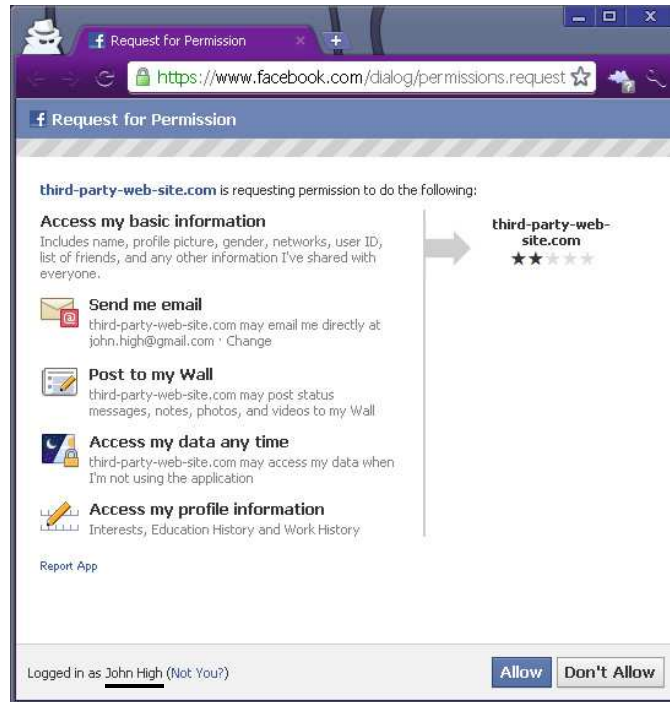 f Request for Permission
https://www.facebook.com/dialog/permissions.request
f Request for Permission
third-party-web-site.com is requesting permission to do the following:
Access my basic information
Includes name, profile picture, gender, networks, user ID,
list of friends, and any other information I've shared with
everyone.
third-party-web-
site.com
Send me email
third-party-web-site.com may email me directly at
john.high@gmail.com · Change
Post to my Wall
third-party-web-site.com may post status
messages, notes, photos, and videos to my Wall
Access my data any time
third-party-web-site.com may access my data when
I'm not using the application
Access my profile information
Interests, Education History and Work History
Report App
Logged in as John High (Not You?)
Allow
Don't Allow